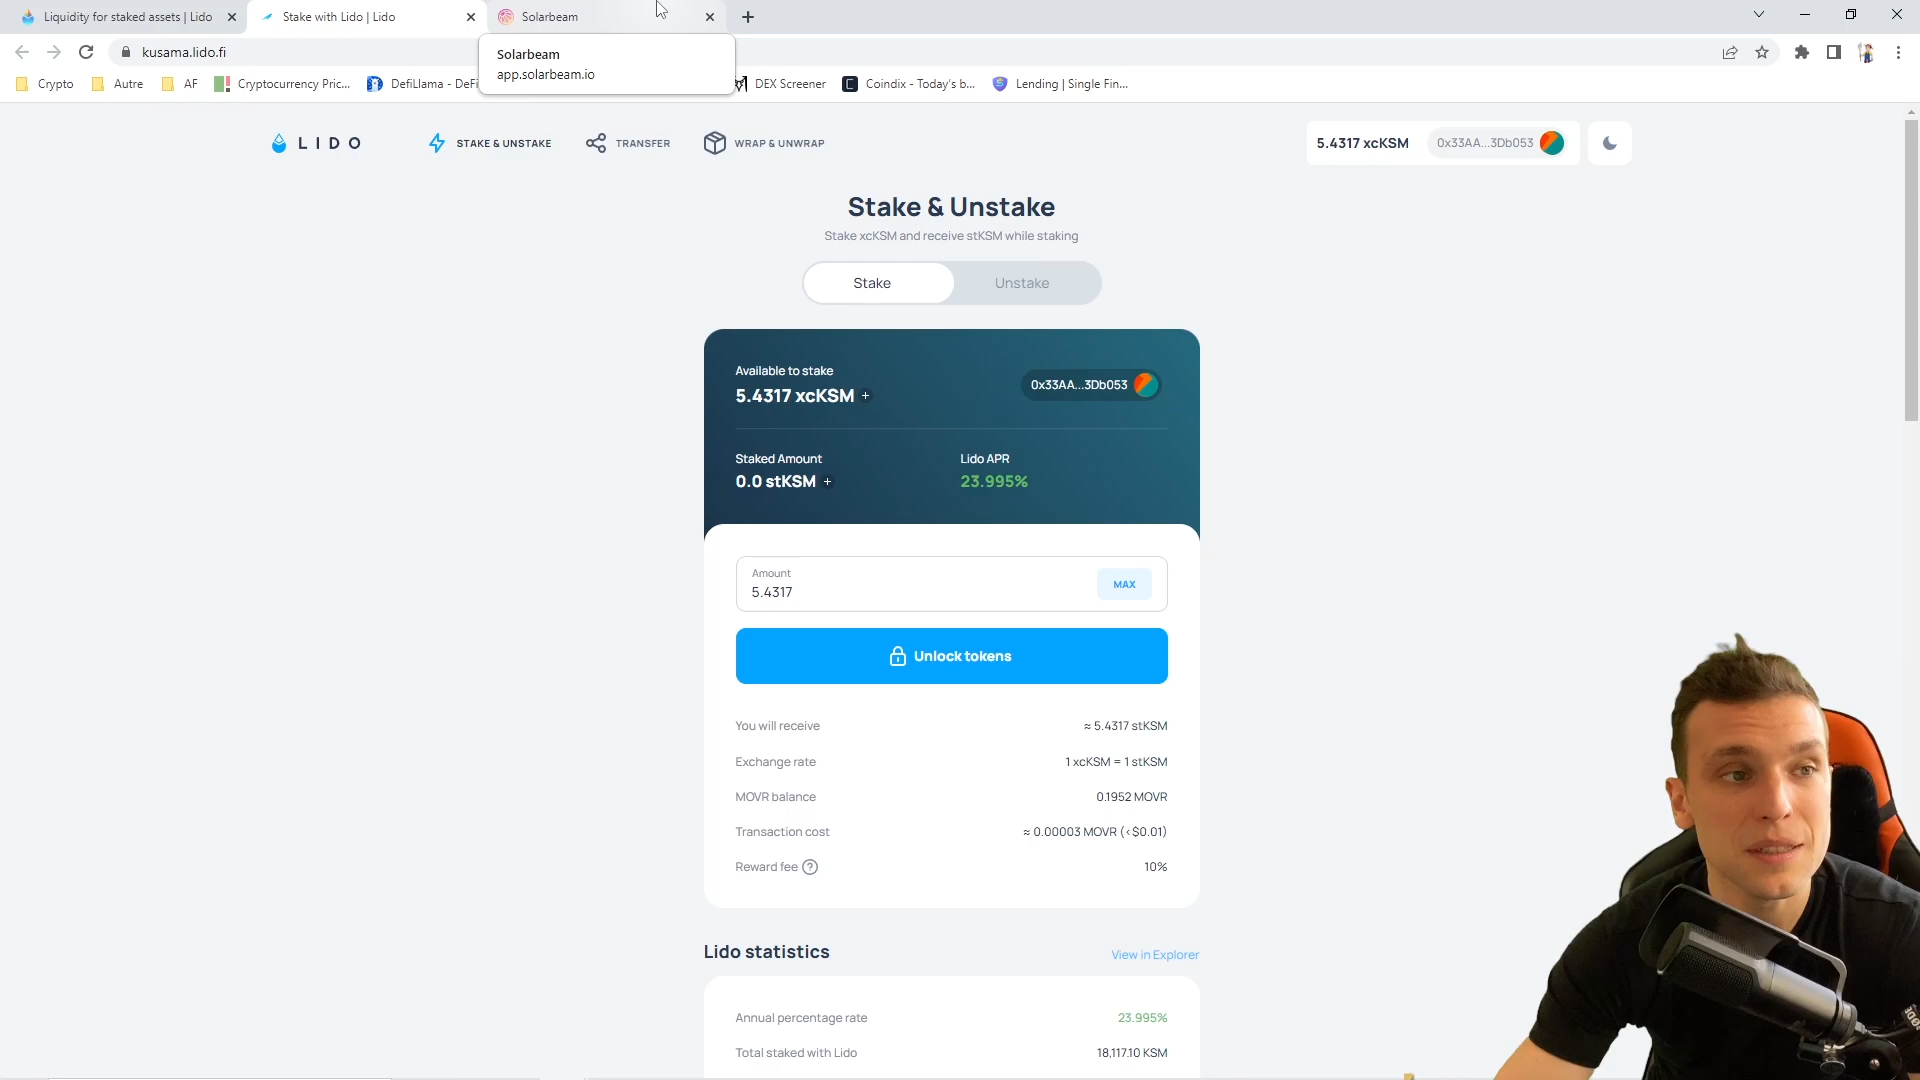 Liquidity for staked assets | Lido
Stake with Lido | Lido
Solarbeam
kusama.lido.fi
Solarbeam
app.solarbeam.io
Crypto
Autre
AF
Cryptocurrency Pric...
DefiLlama - DeFi
DEX Screener
Coindix - Today's b...
Lending | Single Fin...
LIDO
STAKE & UNSTAKE
TRANSFER
WRAP & UNWRAP
5.4317 xcKSM
0x33AA...3Db053
Stake & Unstake
Stake xcKSM and receive stKSM while staking
Stake
Unstake
Available to stake
5.4317 xcKSM +
0x33AA...3Db053
Staked Amount
0.0 stKSM +
Lido APR
23.995%
Amount
5.4317
MAX
Unlock tokens
You will receive
≈ 5.4317 stKSM
Exchange rate
1 xcKSM = 1 stKSM
MOVR balance
0.1952 MOVR
Transaction cost
≈ 0.00003 MOVR (<$0.01)
Reward fee ?
10%
Lido statistics
View in Explorer
Annual percentage rate
23.995%
Total staked with Lido
18,117.10 KSM